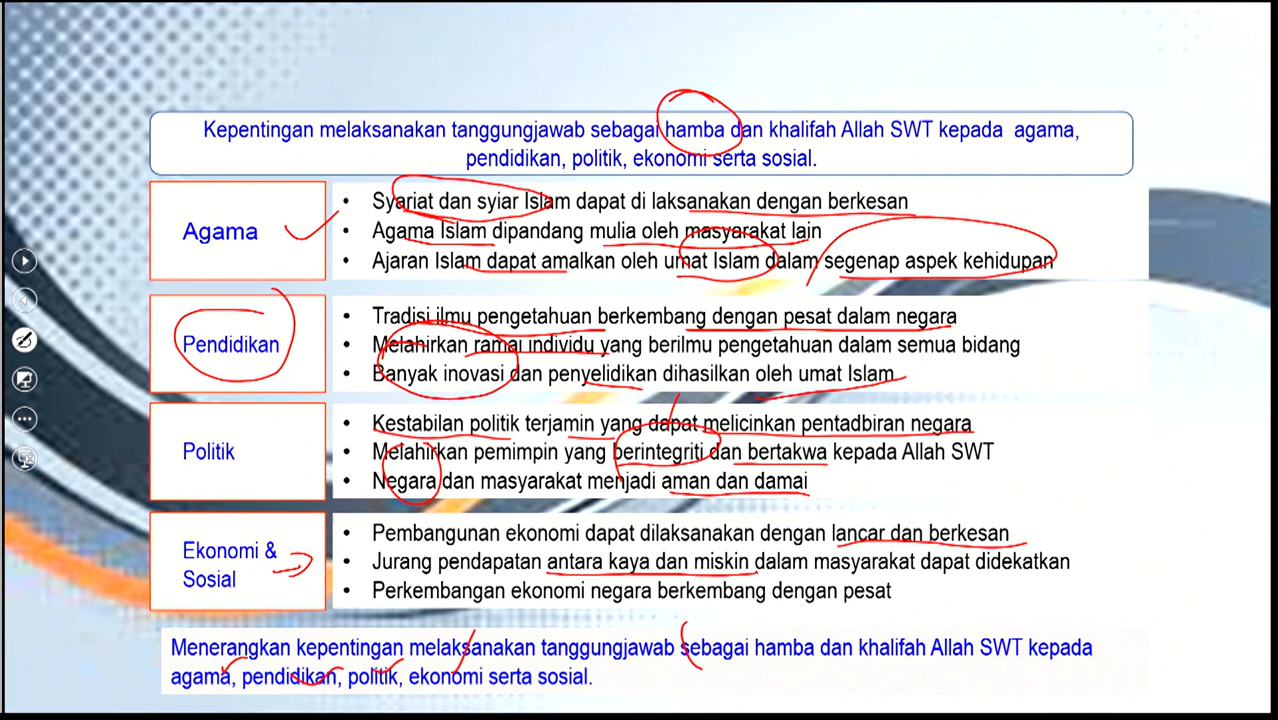 Kepentingan melaksanakan tanggungjawab sebagai hamba dan khalifah Allah SWT kepada agama,
pendidikan, politik, ekonomi serta sosial.
Agama
• Syariat dan syiar Islam dapat di laksanakan dengan berkesan
• Agama Islam dipandang mulia oleh masyarakat lain
• Ajaran Islam dapat amalkan oleh umat Islam dalam segenap aspek kehidupan
Pendidikan
• Tradisi ilmu pengetahuan berkembang dengan pesat dalam negara
• Melahirkan ramai individu yang berilmu pengetahuan dalam semua bidang
• Banyak inovasi dan penyelidikan dihasilkan oleh umat Islam
Politik
• Kestabilan politik terjamin yang dapat melicinkan pentadbiran negara
• Melahirkan pemimpin yang berintegriti dan bertakwa kepada Allah SWT
• Negara dan masyarakat menjadi aman dan damai
Ekonomi &
Sosial
• Pembangunan ekonomi dapat dilaksanakan dengan lancar dan berkesan
• Jurang pendapatan antara kaya dan miskin dalam masyarakat dapat didekatkan
• Perkembangan ekonomi negara berkembang dengan pesat
Menerangkan kepentingan melaksanakan tanggungjawab sebagai hamba dan khalifah Allah SWT kepada
agama, pendidikan, politik, ekonomi serta sosial.